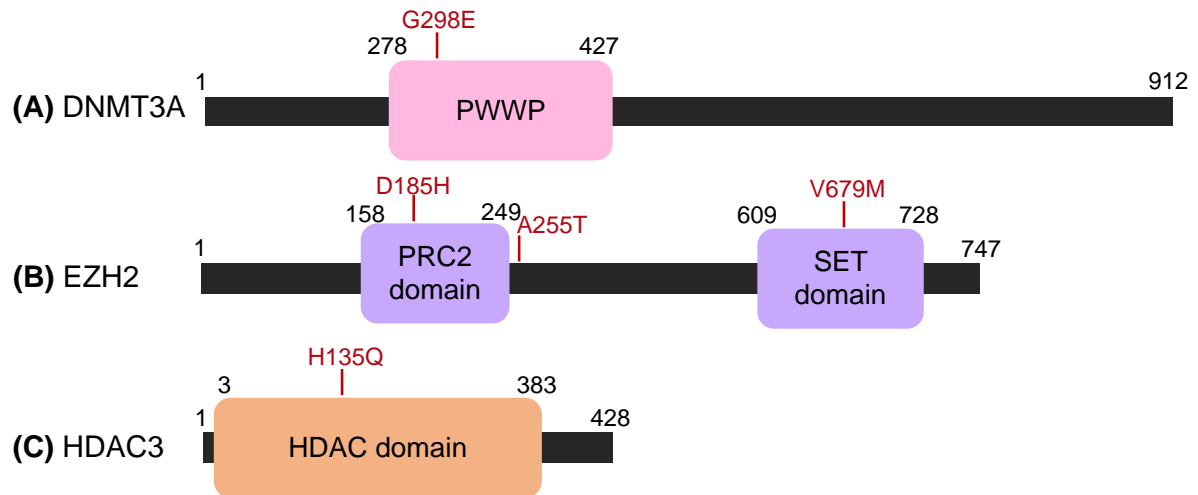 G298E
278 427
1 912
(A) DNMT3A PWWP
D185H V679M
158 249 A255T 609 728
1 747
(B) EZH2 PRC2 domain SET domain
H135Q
3 383
1 428
(C) HDAC3 HDAC domain